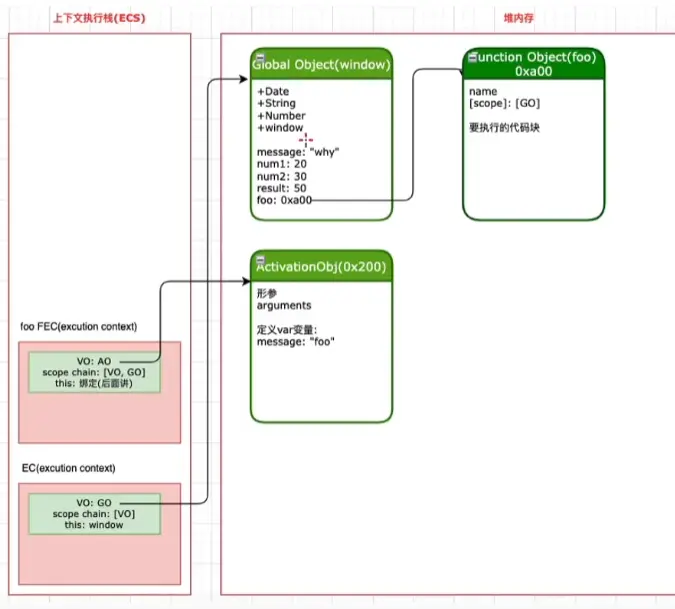 上下文执行栈(ECS)
堆内存
Global Object(window)
+Date
+String
+Number
+window
message: "why"
num1: 20
num2: 30
result: 50
foo: 0xa00
unction Object(foo)
0xa00
name
[scope]: [GO]
要执行的代码块
ActivationObj(0x200)
形参
arguments
定义var变量:
message: "foo"
foo FEC(excution context)
VO: AO
scope chain: [VO, GO]
this: 绑定(后面讲)
EC(excution context)
VO: GO
scope chain: [VO]
this: window